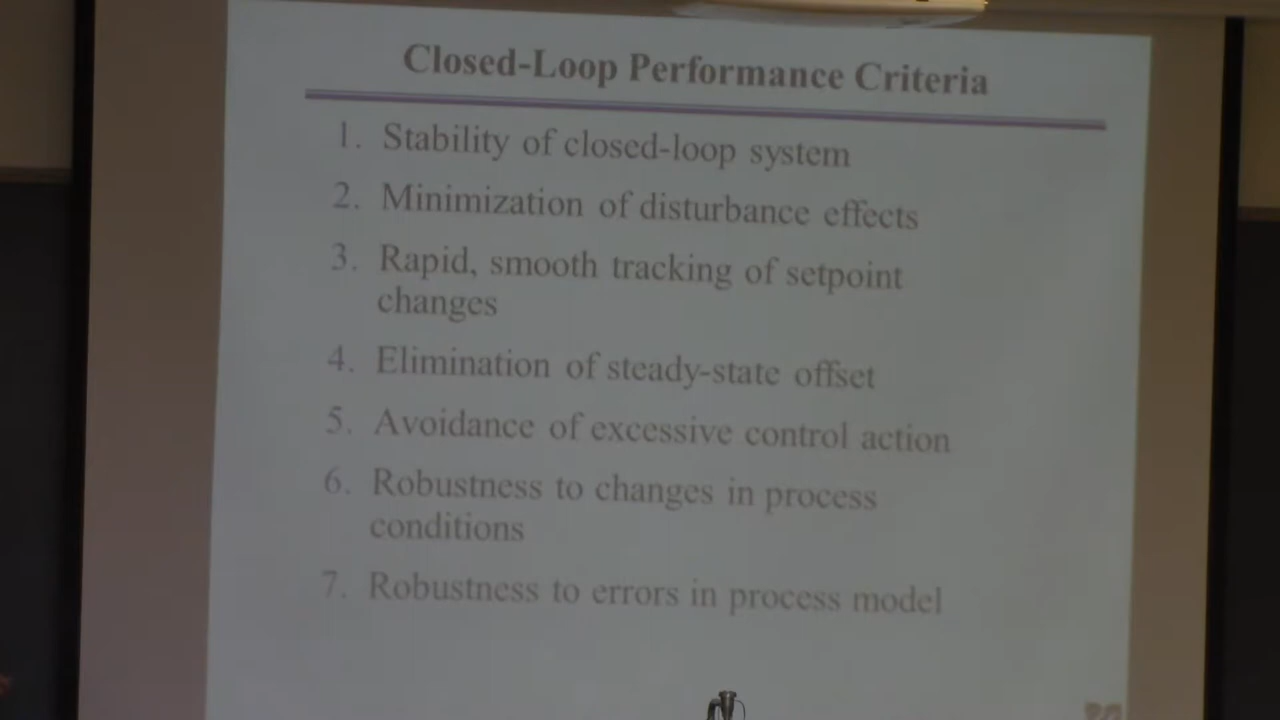 Closed-Loop Performance Criteria
1. Stability of closed-loop system
2. Minimization of disturbance effects
3. Rapid, smooth tracking of setpoint
changes
4. Elimination of steady-state offset
5. Avoidance of excessive control action
6. Robustness to changes in process
conditions
7. Robustness to errors in process model